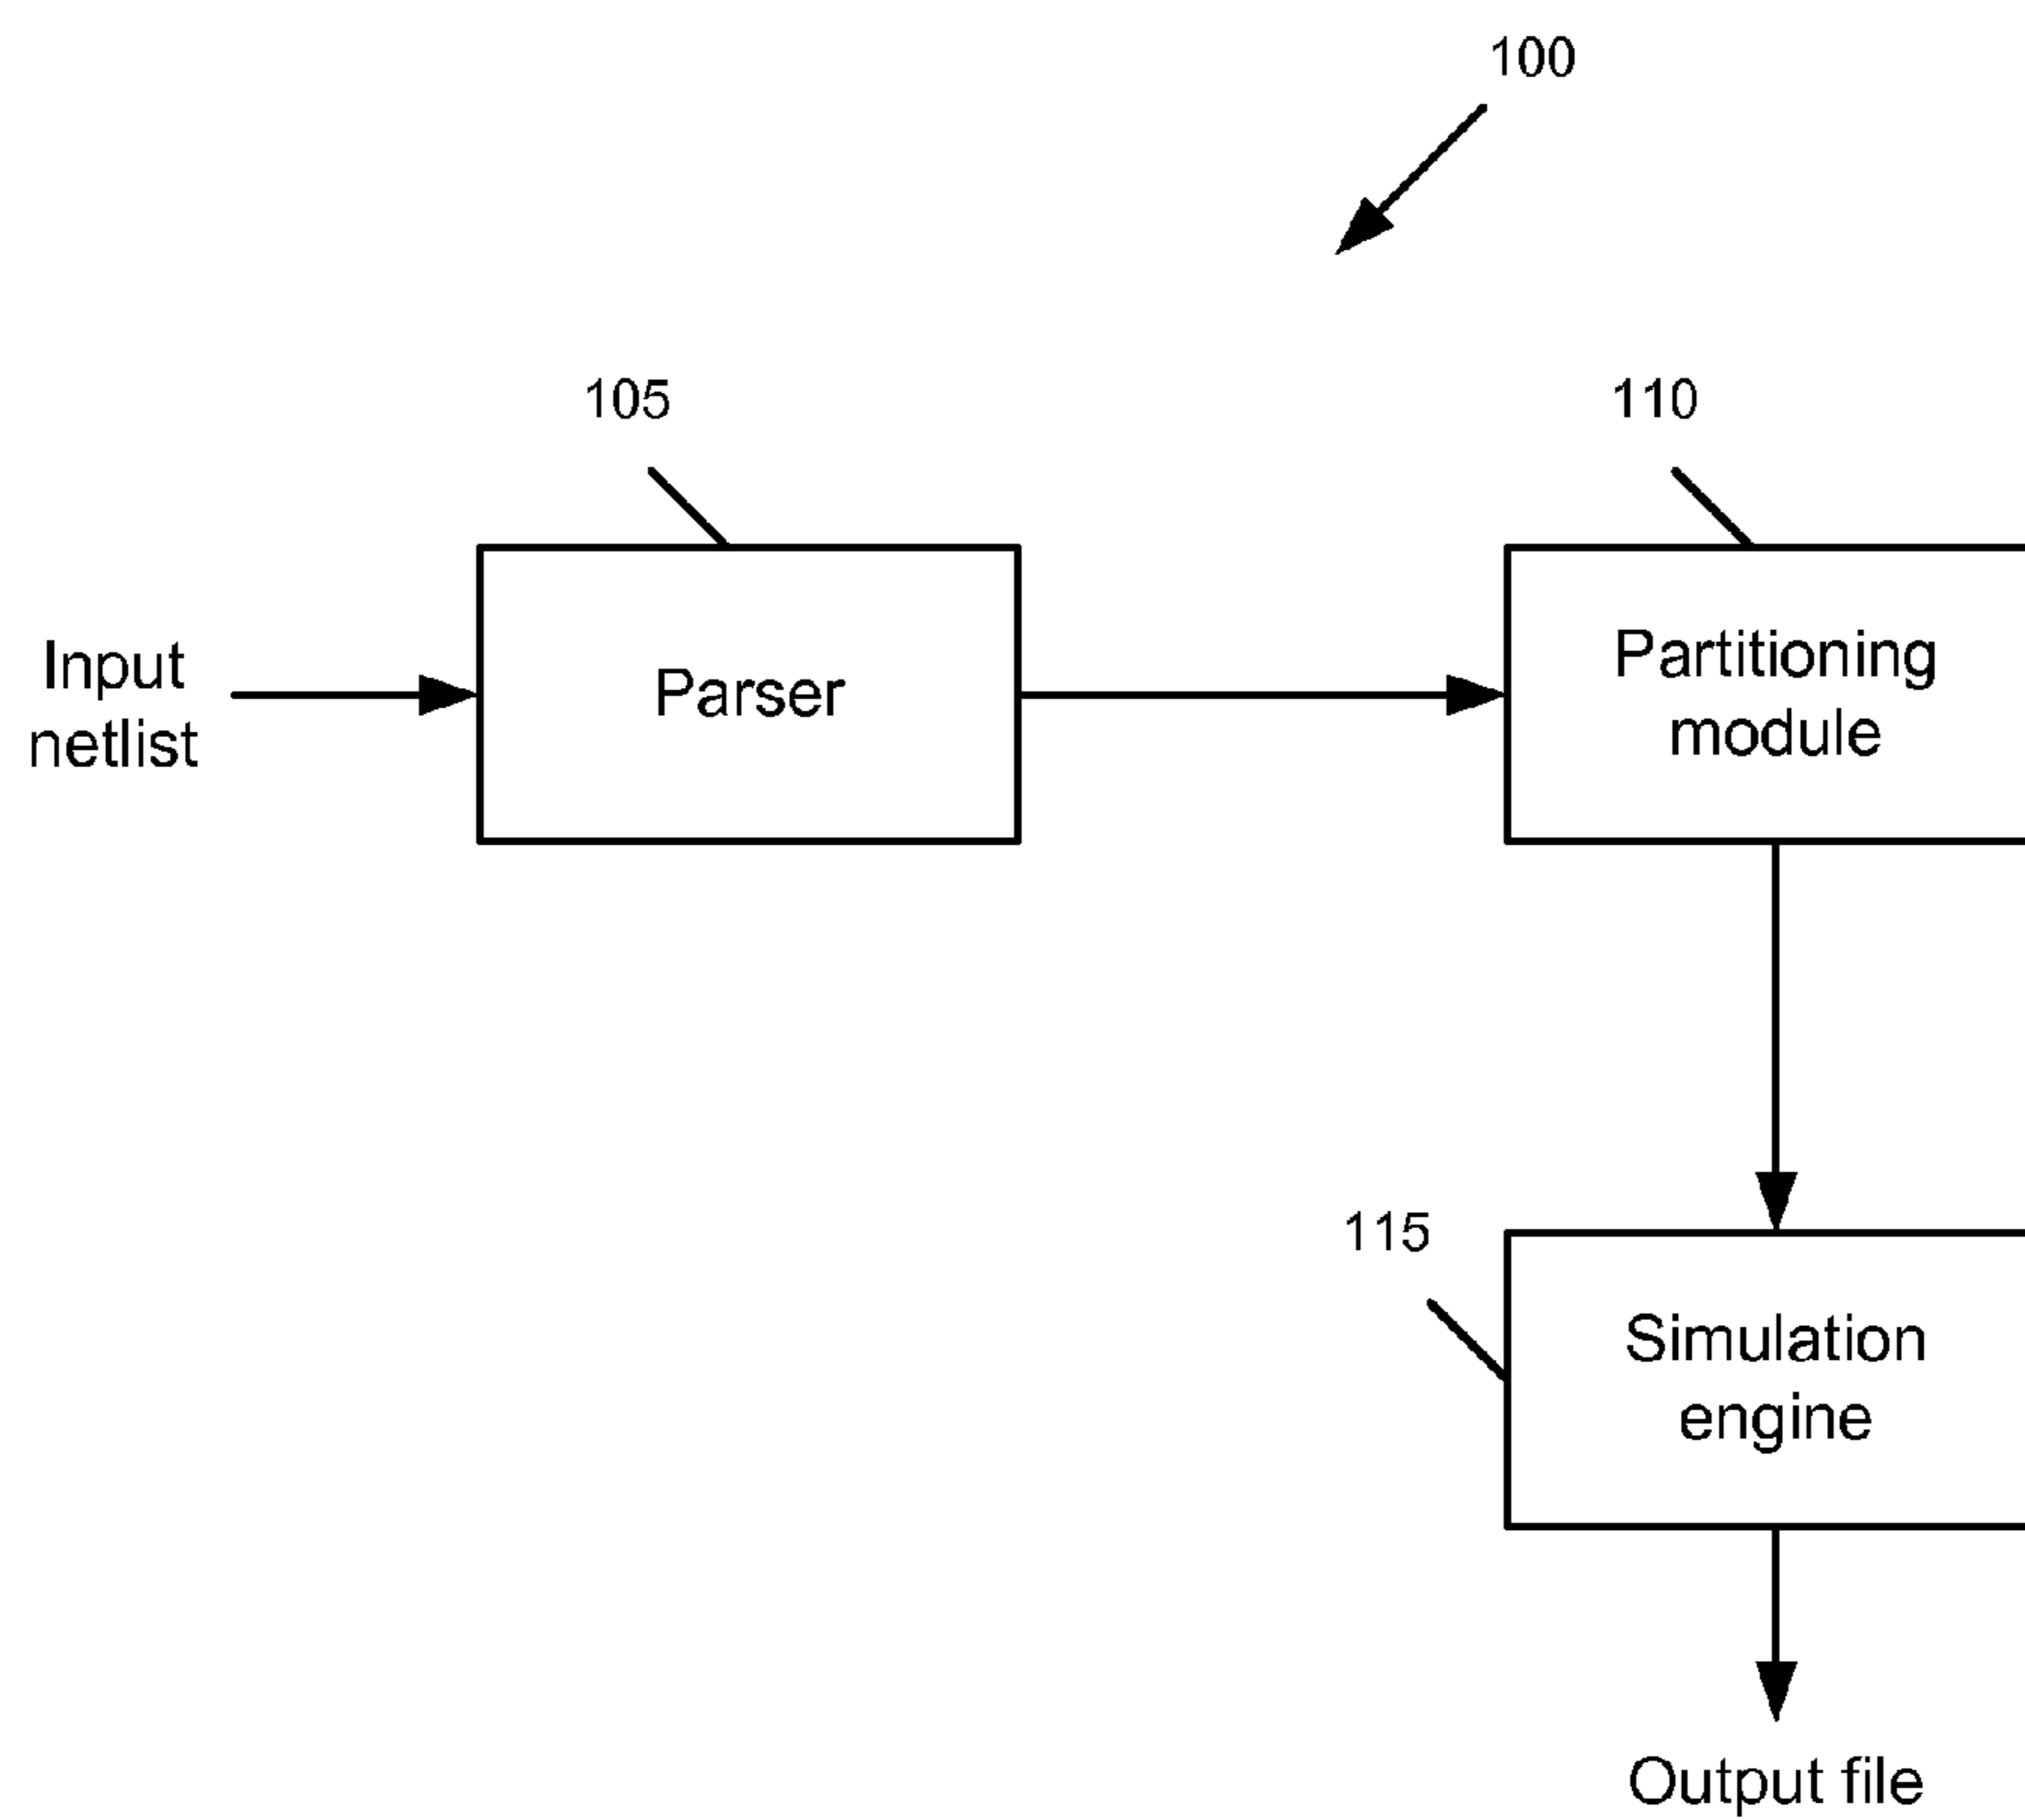 100
105
110
Input
netlist
Parser
Partitioning
module
115
Simulation
engine
Output file